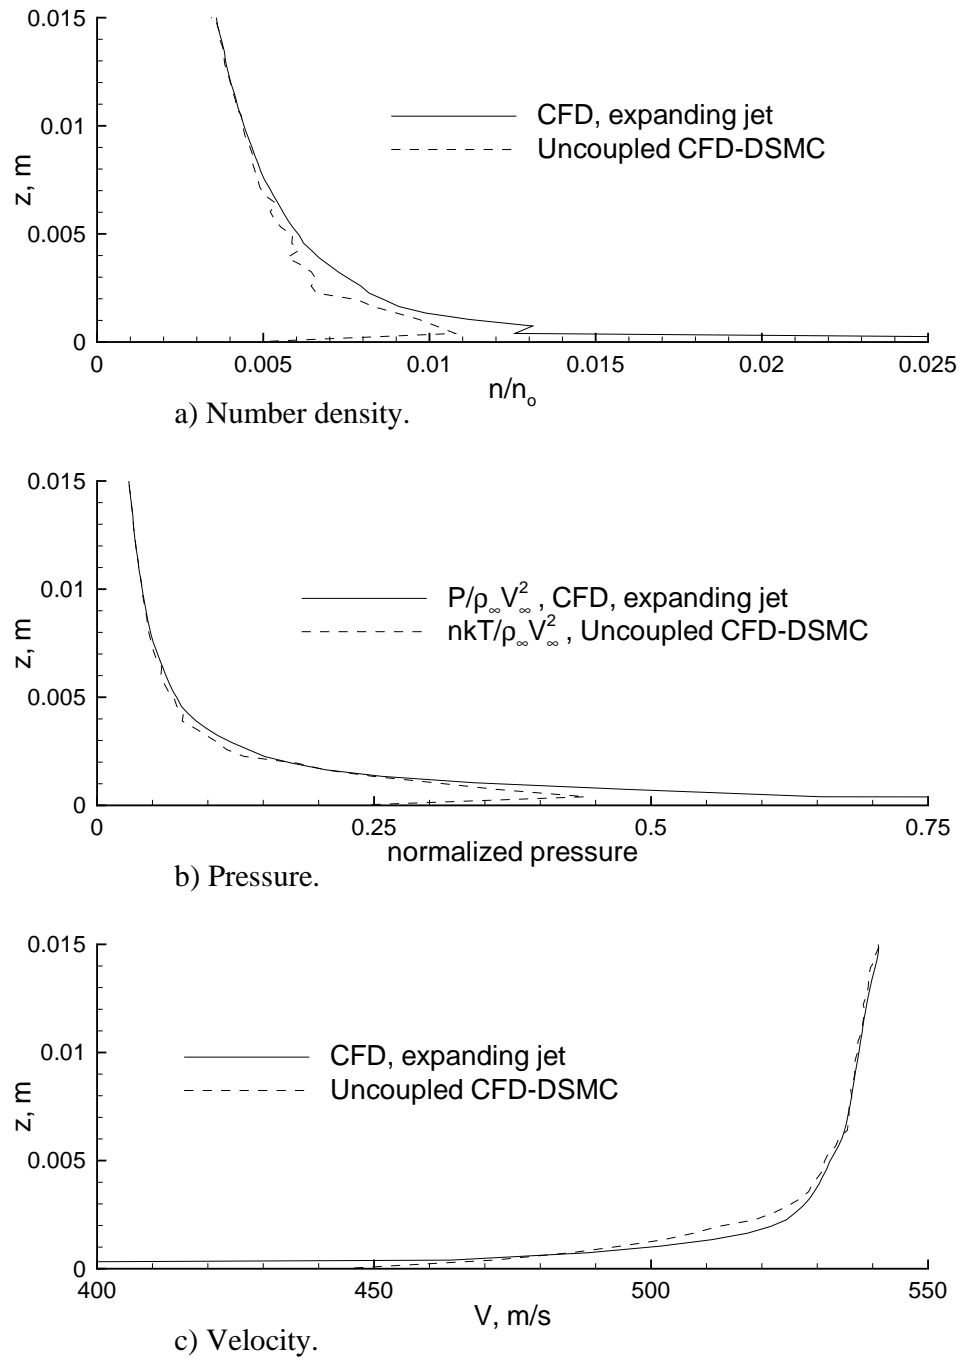 0.015
0.01
0.005
0
z, m
CFD, expanding jet
Uncoupled CFD-DSMC
0 0.005 0.01 0.015 0.02 0.025
n/n₀
a) Number density.
0.015
0.01
0.005
0
z, m
P/ρ∞V²∞ , CFD, expanding jet
nkT/ρ∞V²∞ , Uncoupled CFD-DSMC
0 0.25 0.5 0.75
normalized pressure
b) Pressure.
0.015
0.01
0.005
0
z, m
CFD, expanding jet
Uncoupled CFD-DSMC
400 450 500 550
V, m/s
c) Velocity.